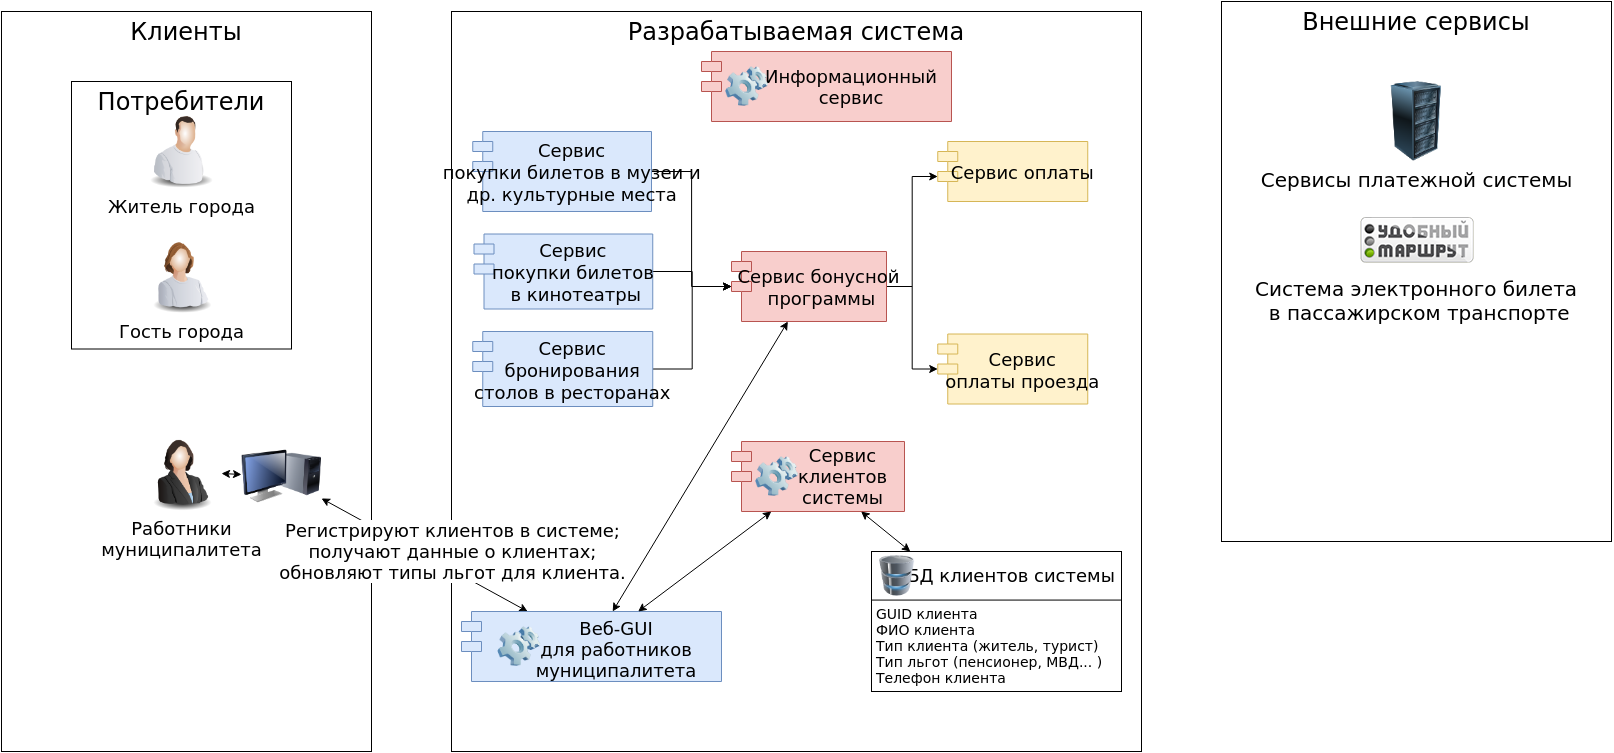 Клиенты
Потребители
Житель города
Гость города
Работники
муниципалитета
Регистрируют клиентов в системе;
получают данные о клиентах;
обновляют типы льгот для клиента.
Разрабатываемая система
Информационный
сервис
Сервис
покупки билетов в музеи и
др. культурные места
Сервис
покупки билетов
в кинотеатры
Сервис
бронирования
столов в ресторанах
Сервис бонусной
программы
Сервис оплаты
Сервис
оплаты проезда
Сервис
клиентов
системы
БД клиентов системы
GUID клиента
ФИО клиента
Тип клиента (житель, турист)
Тип льгот (пенсионер, МВД... )
Телефон клиента
Веб-GUI
для работников
муниципалитета
Внешние сервисы
Сервисы платежной системы
УДОБНЫЙ
МАРШРУТ
Система электронного билета
в пассажирском транспорте